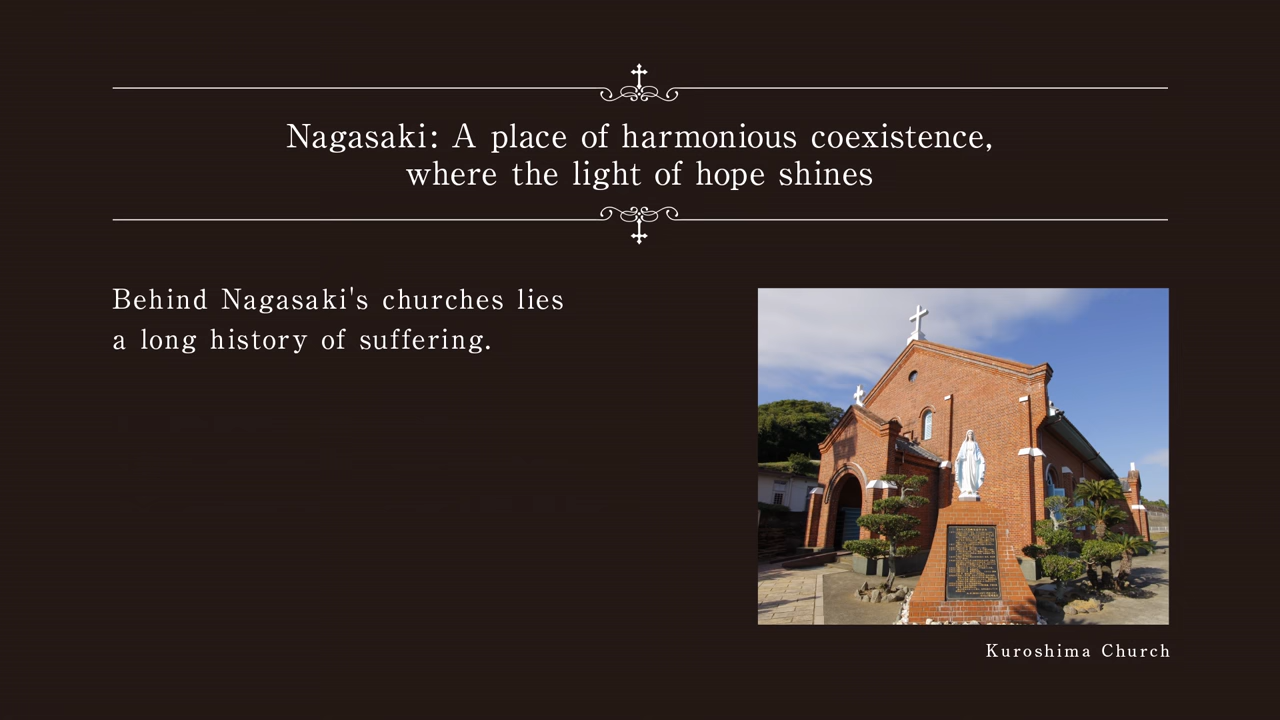 Nagasaki: A place of harmonious coexistence,
where the light of hope shines
Behind Nagasaki's churches lies
a long history of suffering.
Kuroshima Church